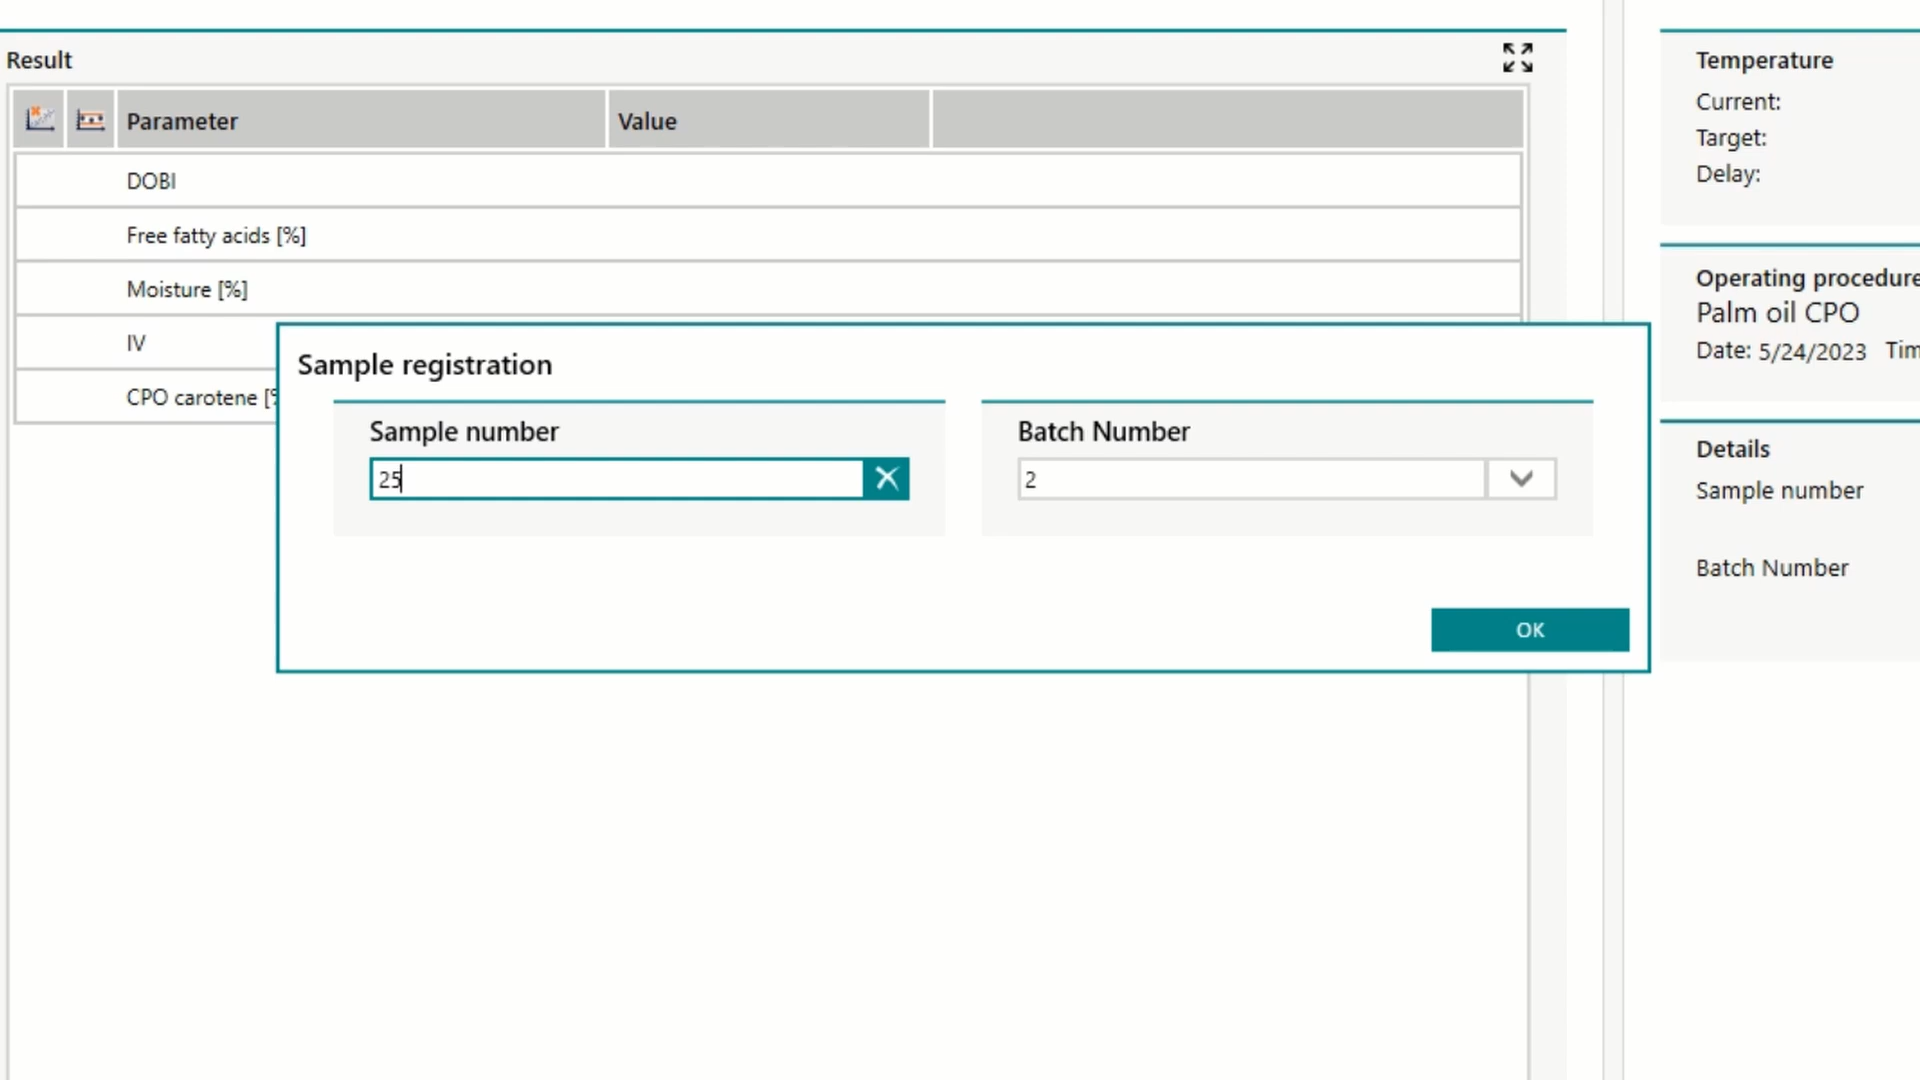 Result
Parameter
Value
DOBI
Free fatty acids [%]
Moisture [%]
IV
CPO carotene [
Sample registration
Sample number
25
Batch Number
2
OK
Temperature
Current:
Target:
Delay:
Operating procedure
Palm oil CPO
Date: 5/24/2023 Tim
Details
Sample number
Batch Number